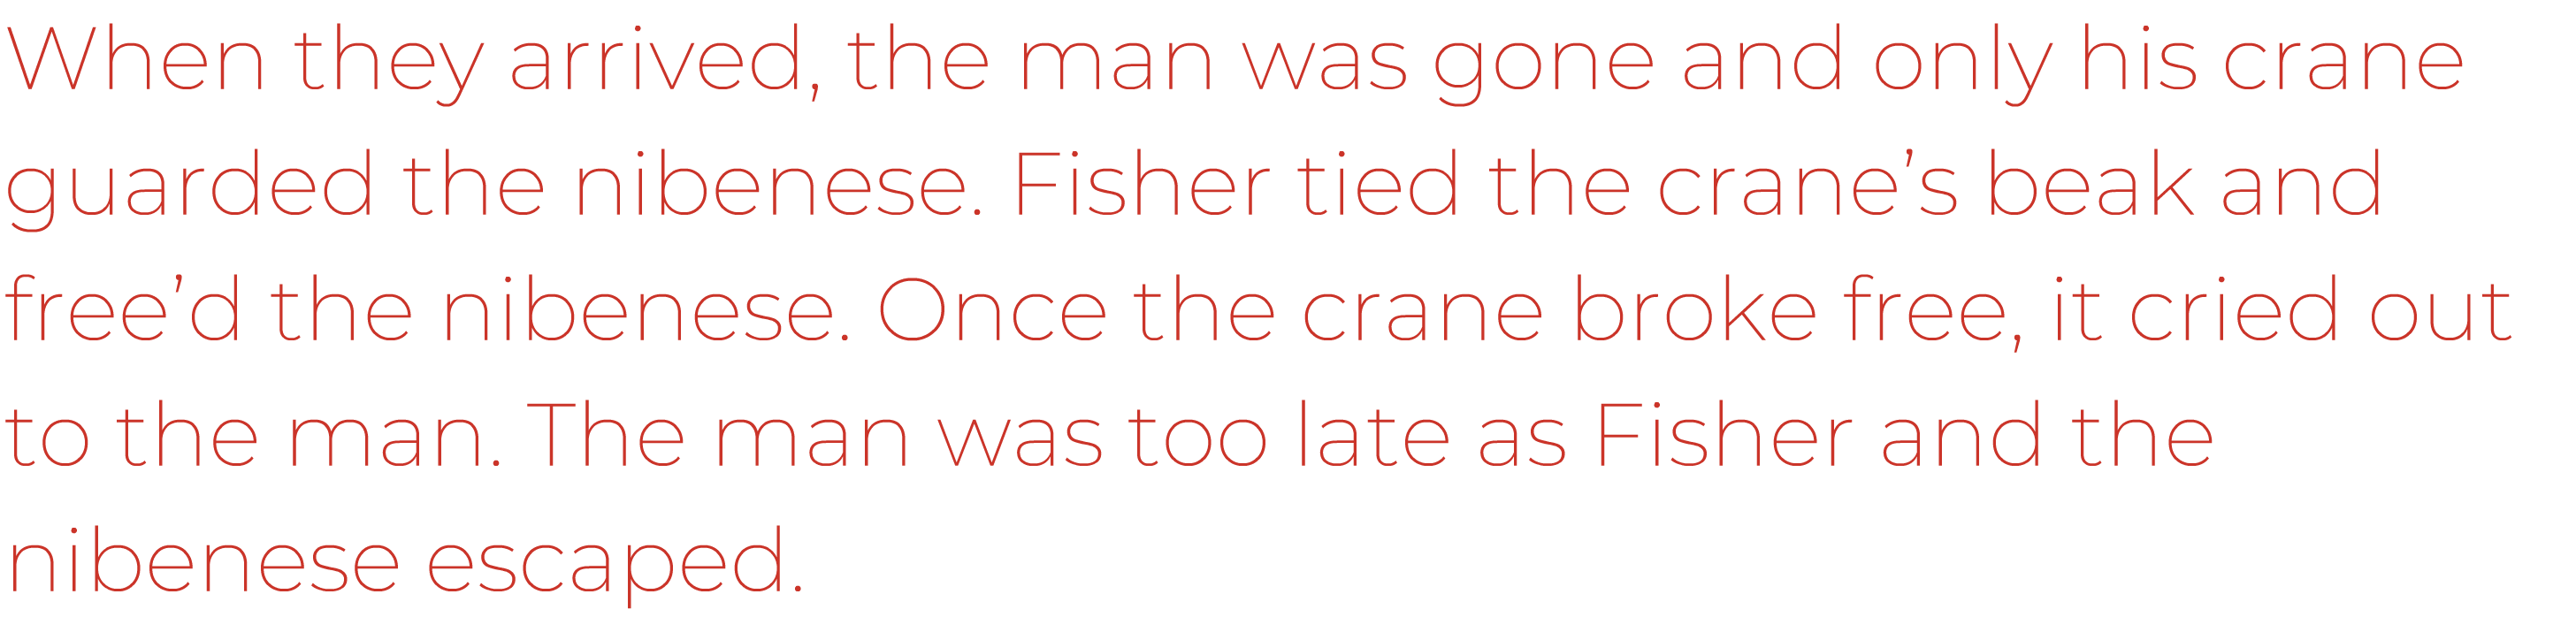 When they arrived, the man was gone and only his crane
guarded the nibenese. Fisher tied the crane’s beak and
free’d the nibenese. Once the crane broke free, it cried out
to the man. The man was too late as Fisher and the
nibenese escaped.